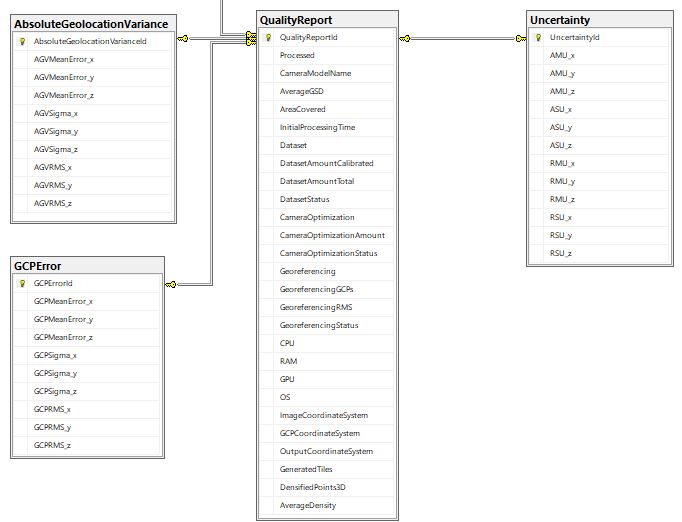 AbsoluteGeolocationVariance
AbsoluteGeolocationVarianceId
AGVMeanError_x
AGVMeanError_y
AGVMeanError_z
AGVSigma_x
AGVSigma_y
AGVSigma_z
AGVRMS_x
AGVRMS_y
AGVRMS_z
GCPError
GCPErrorId
GCPMeanError_x
GCPMeanError_y
GCPMeanError_z
GCPSigma_x
GCPSigma_y
GCPSigma_z
GCPRMS_x
GCPRMS_y
GCPRMS_z
QualityReport
QualityReportId
Processed
CameraModelName
AverageGSD
AreaCovered
InitialProcessingTime
Dataset
DatasetAmountCalibrated
DatasetAmountTotal
DatasetStatus
CameraOptimization
CameraOptimizationAmount
CameraOptimizationStatus
Georeferencing
GeoreferencingGCPs
GeoreferencingRMS
GeoreferencingStatus
CPU
RAM
GPU
OS
ImageCoordinateSystem
GCPCoordinateSystem
OutputCoordinateSystem
GeneratedTiles
DensifiedPoints3D
AverageDensity
Uncertainty
UncertaintyId
AMU_x
AMU_y
AMU_z
ASU_x
ASU_y
ASU_z
RMU_x
RMU_y
RMU_z
RSU_x
RSU_y
RSU_z